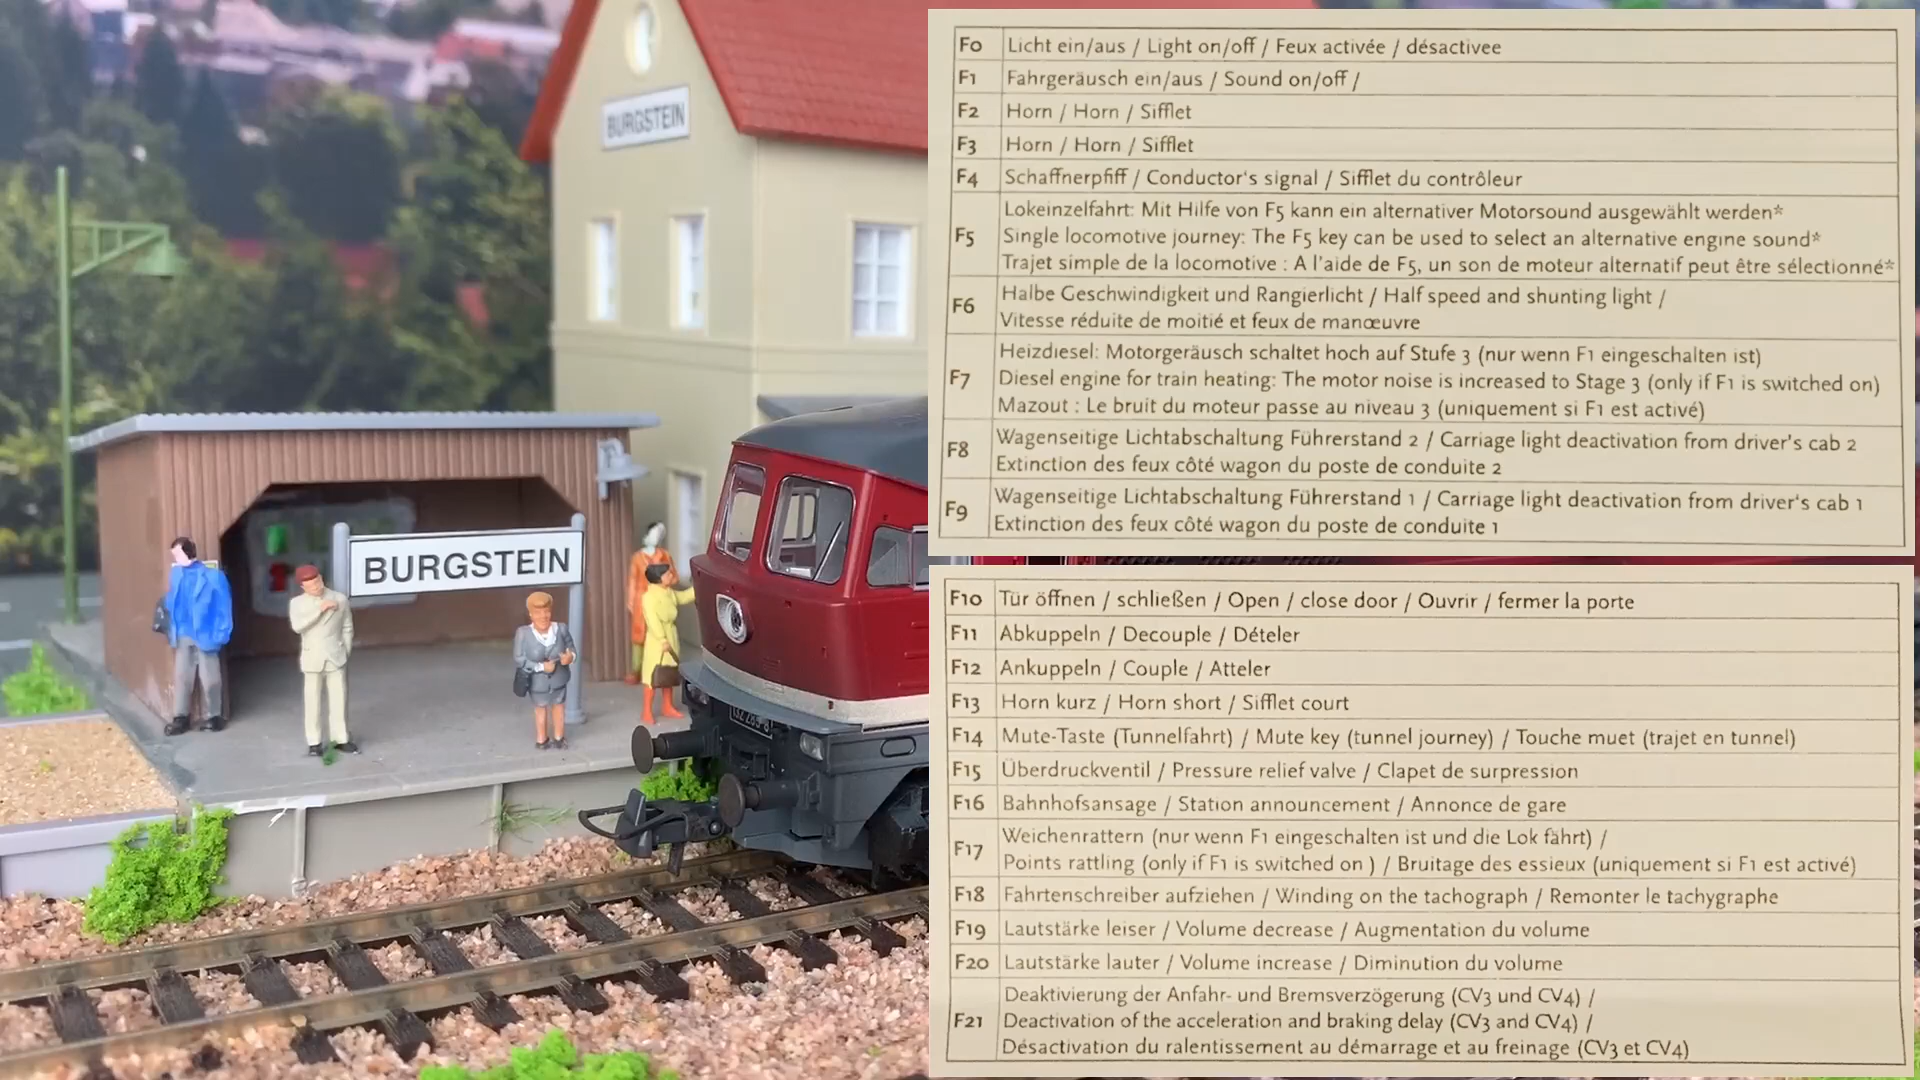 BURGSTEIN
BURGSTEIN
F0 Licht ein/aus / Light on/off / Feux activée / désactivee
F1 Fahrgeräusch ein/aus / Sound on/off /
F2 Horn / Horn / Sifflet
F3 Horn / Horn / Sifflet
F4 Schaffnerpfiff / Conductor's signal / Sifflet du contrôleur
Lokeinzelfahrt: Mit Hilfe von F5 kann ein alternativer Motorsound ausgewählt werden*
F5 Single locomotive journey: The F5 key can be used to select an alternative engine sound*
Trajet simple de la locomotive : A l'aide de F5, un son de moteur alternatif peut être sélectionné*
F6 Halbe Geschwindigkeit und Rangierlicht / Half speed and shunting light /
Vitesse réduite de moitié et feux de manœuvre
Heizdiesel: Motorgeräusch schaltet hoch auf Stufe 3 (nur wenn F1 eingeschalten ist)
F7 Diesel engine for train heating: The motor noise is increased to Stage 3 (only if F1 is switched on)
Mazout : Le bruit du moteur passe au niveau 3 (uniquement si F1 est activé)
F8 Wagenseitige Lichtabschaltung Führerstand 2 / Carriage light deactivation from driver's cab 2
Extinction des feux côté wagon du poste de conduite 2
F9 Wagenseitige Lichtabschaltung Führerstand 1 / Carriage light deactivation from driver's cab 1
Extinction des feux côté wagon du poste de conduite 1
F10 Tür öffnen / schließen / Open / close door / Ouvrir / fermer la porte
F11 Abkuppeln / Decouple / Dételer
F12 Ankuppeln / Couple / Atteler
F13 Horn kurz / Horn short / Sifflet court
F14 Mute-Taste (Tunnelfahrt) / Mute key (tunnel journey) / Touche muet (trajet en tunnel)
F15 Überdruckventil / Pressure relief valve / Clapet de surpression
F16 Bahnhofsansage / Station announcement / Annonce de gare
F17 Weichenrattern (nur wenn F1 eingeschalten ist und die Lok fährt) /
Points rattling (only if F1 is switched on ) / Bruitage des essieux (uniquement si F1 est activé)
F18 Fahrtenschreiber aufziehen / Winding on the tachograph / Remonter le tachygraphe
F19 Lautstärke leiser / Volume decrease / Augmentation du volume
F20 Lautstärke lauter / Volume increase / Diminution du volume
Deaktivierung der Anfahr- und Bremsverzögerung (CV3 und CV4) /
F21 Deactivation of the acceleration and braking delay (CV3 and CV4) /
Désactivation du ralentissement au démarrage et au freinage (CV3 et CV4)